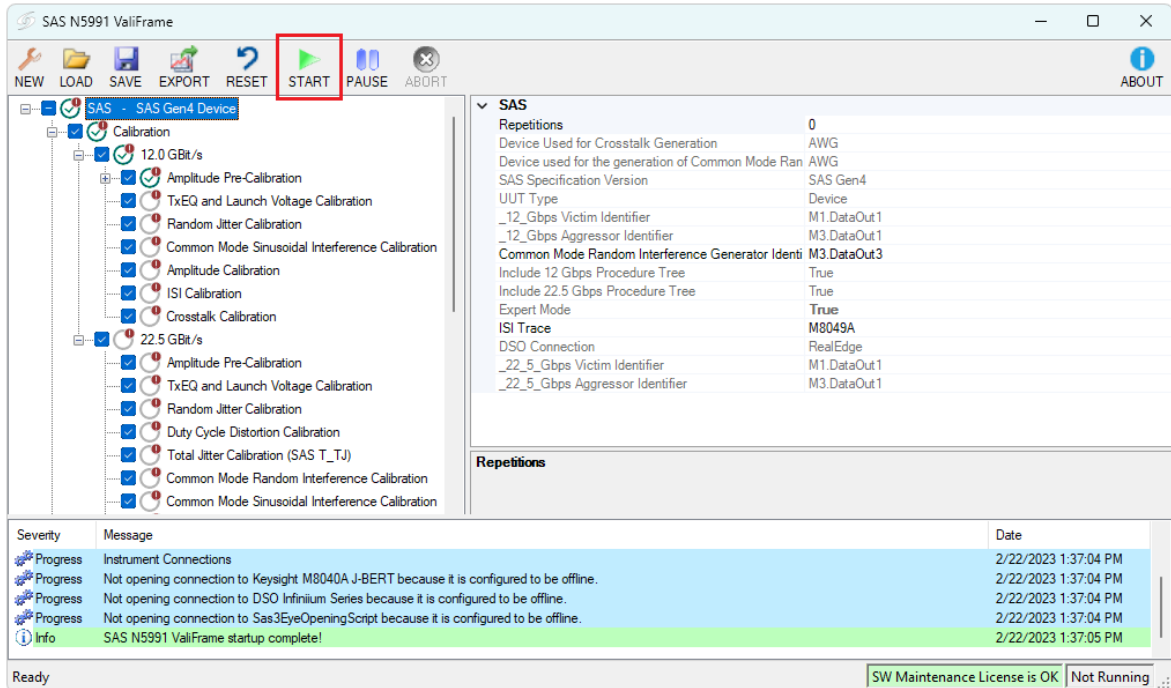 SAS N5991 ValiFrame
NEW LOAD SAVE EXPORT RESET START PAUSE ABORT ABOUT
SAS - SAS Gen4 Device
Calibration
12.0 GBit/s
Amplitude Pre-Calibration
TxEQ and Launch Voltage Calibration
Random Jitter Calibration
Common Mode Sinusoidal Interference Calibration
Amplitude Calibration
ISI Calibration
Crosstalk Calibration
22.5 GBit/s
Amplitude Pre-Calibration
TxEQ and Launch Voltage Calibration
Random Jitter Calibration
Duty Cycle Distortion Calibration
Total Jitter Calibration (SAS T_TJ)
Common Mode Random Interference Calibration
Common Mode Sinusoidal Interference Calibration
SAS
Repetitions 0
Device Used for Crosstalk Generation AWG
Device used for the generation of Common Mode Ran AWG
SAS Specification Version SAS Gen4
UUT Type Device
_12_Gbps Victim Identifier M1.DataOut1
_12_Gbps Aggressor Identifier M3.DataOut1
Common Mode Random Interference Generator Identi M3.DataOut3
Include 12 Gbps Procedure Tree True
Include 22.5 Gbps Procedure Tree True
Expert Mode True
ISI Trace M8049A
DSO Connection RealEdge
_22_5_Gbps Victim Identifier M1.DataOut1
_22_5_Gbps Aggressor Identifier M3.DataOut1
Repetitions
Severity Message Date
Progress Instrument Connections 2/22/2023 1:37:04 PM
Progress Not opening connection to Keysight M8040A J-BERT because it is configured to be offline. 2/22/2023 1:37:04 PM
Progress Not opening connection to DSO Infiniium Series because it is configured to be offline. 2/22/2023 1:37:04 PM
Progress Not opening connection to Sas3EyeOpeningScript because it is configured to be offline. 2/22/2023 1:37:04 PM
Info SAS N5991 ValiFrame startup complete! 2/22/2023 1:37:05 PM
Ready SW Maintenance License is OK Not Running